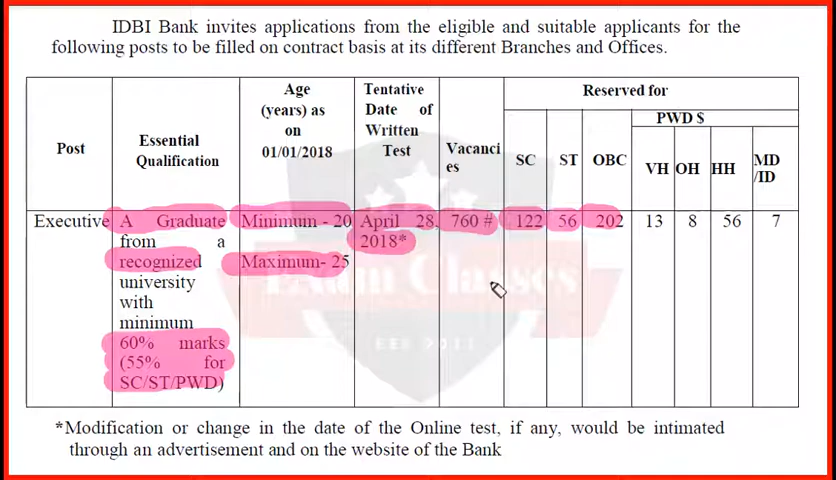 IDBI Bank invites applications from the eligible and suitable applicants for the
following posts to be filled on contract basis at its different Branches and Offices.
Post
Essential
Qualification
Age
(years) as
on
01/01/2018
Tentative
Date of
Written
Test
Vacanci
es
Reserved for
SC
ST
OBC
PWD $
VH
OH
HH
MD
/ID
Executive
A Graduate
from a
recognized
university
with
minimum
60% marks
(55% for
SC/ST/PWD)
Minimum - 20
Maximum- 25
April 28,
2018*
760 #
122
56
202
13
8
56
7
Exam Classes
*Modification or change in the date of the Online test, if any, would be intimated
through an advertisement and on the website of the Bank